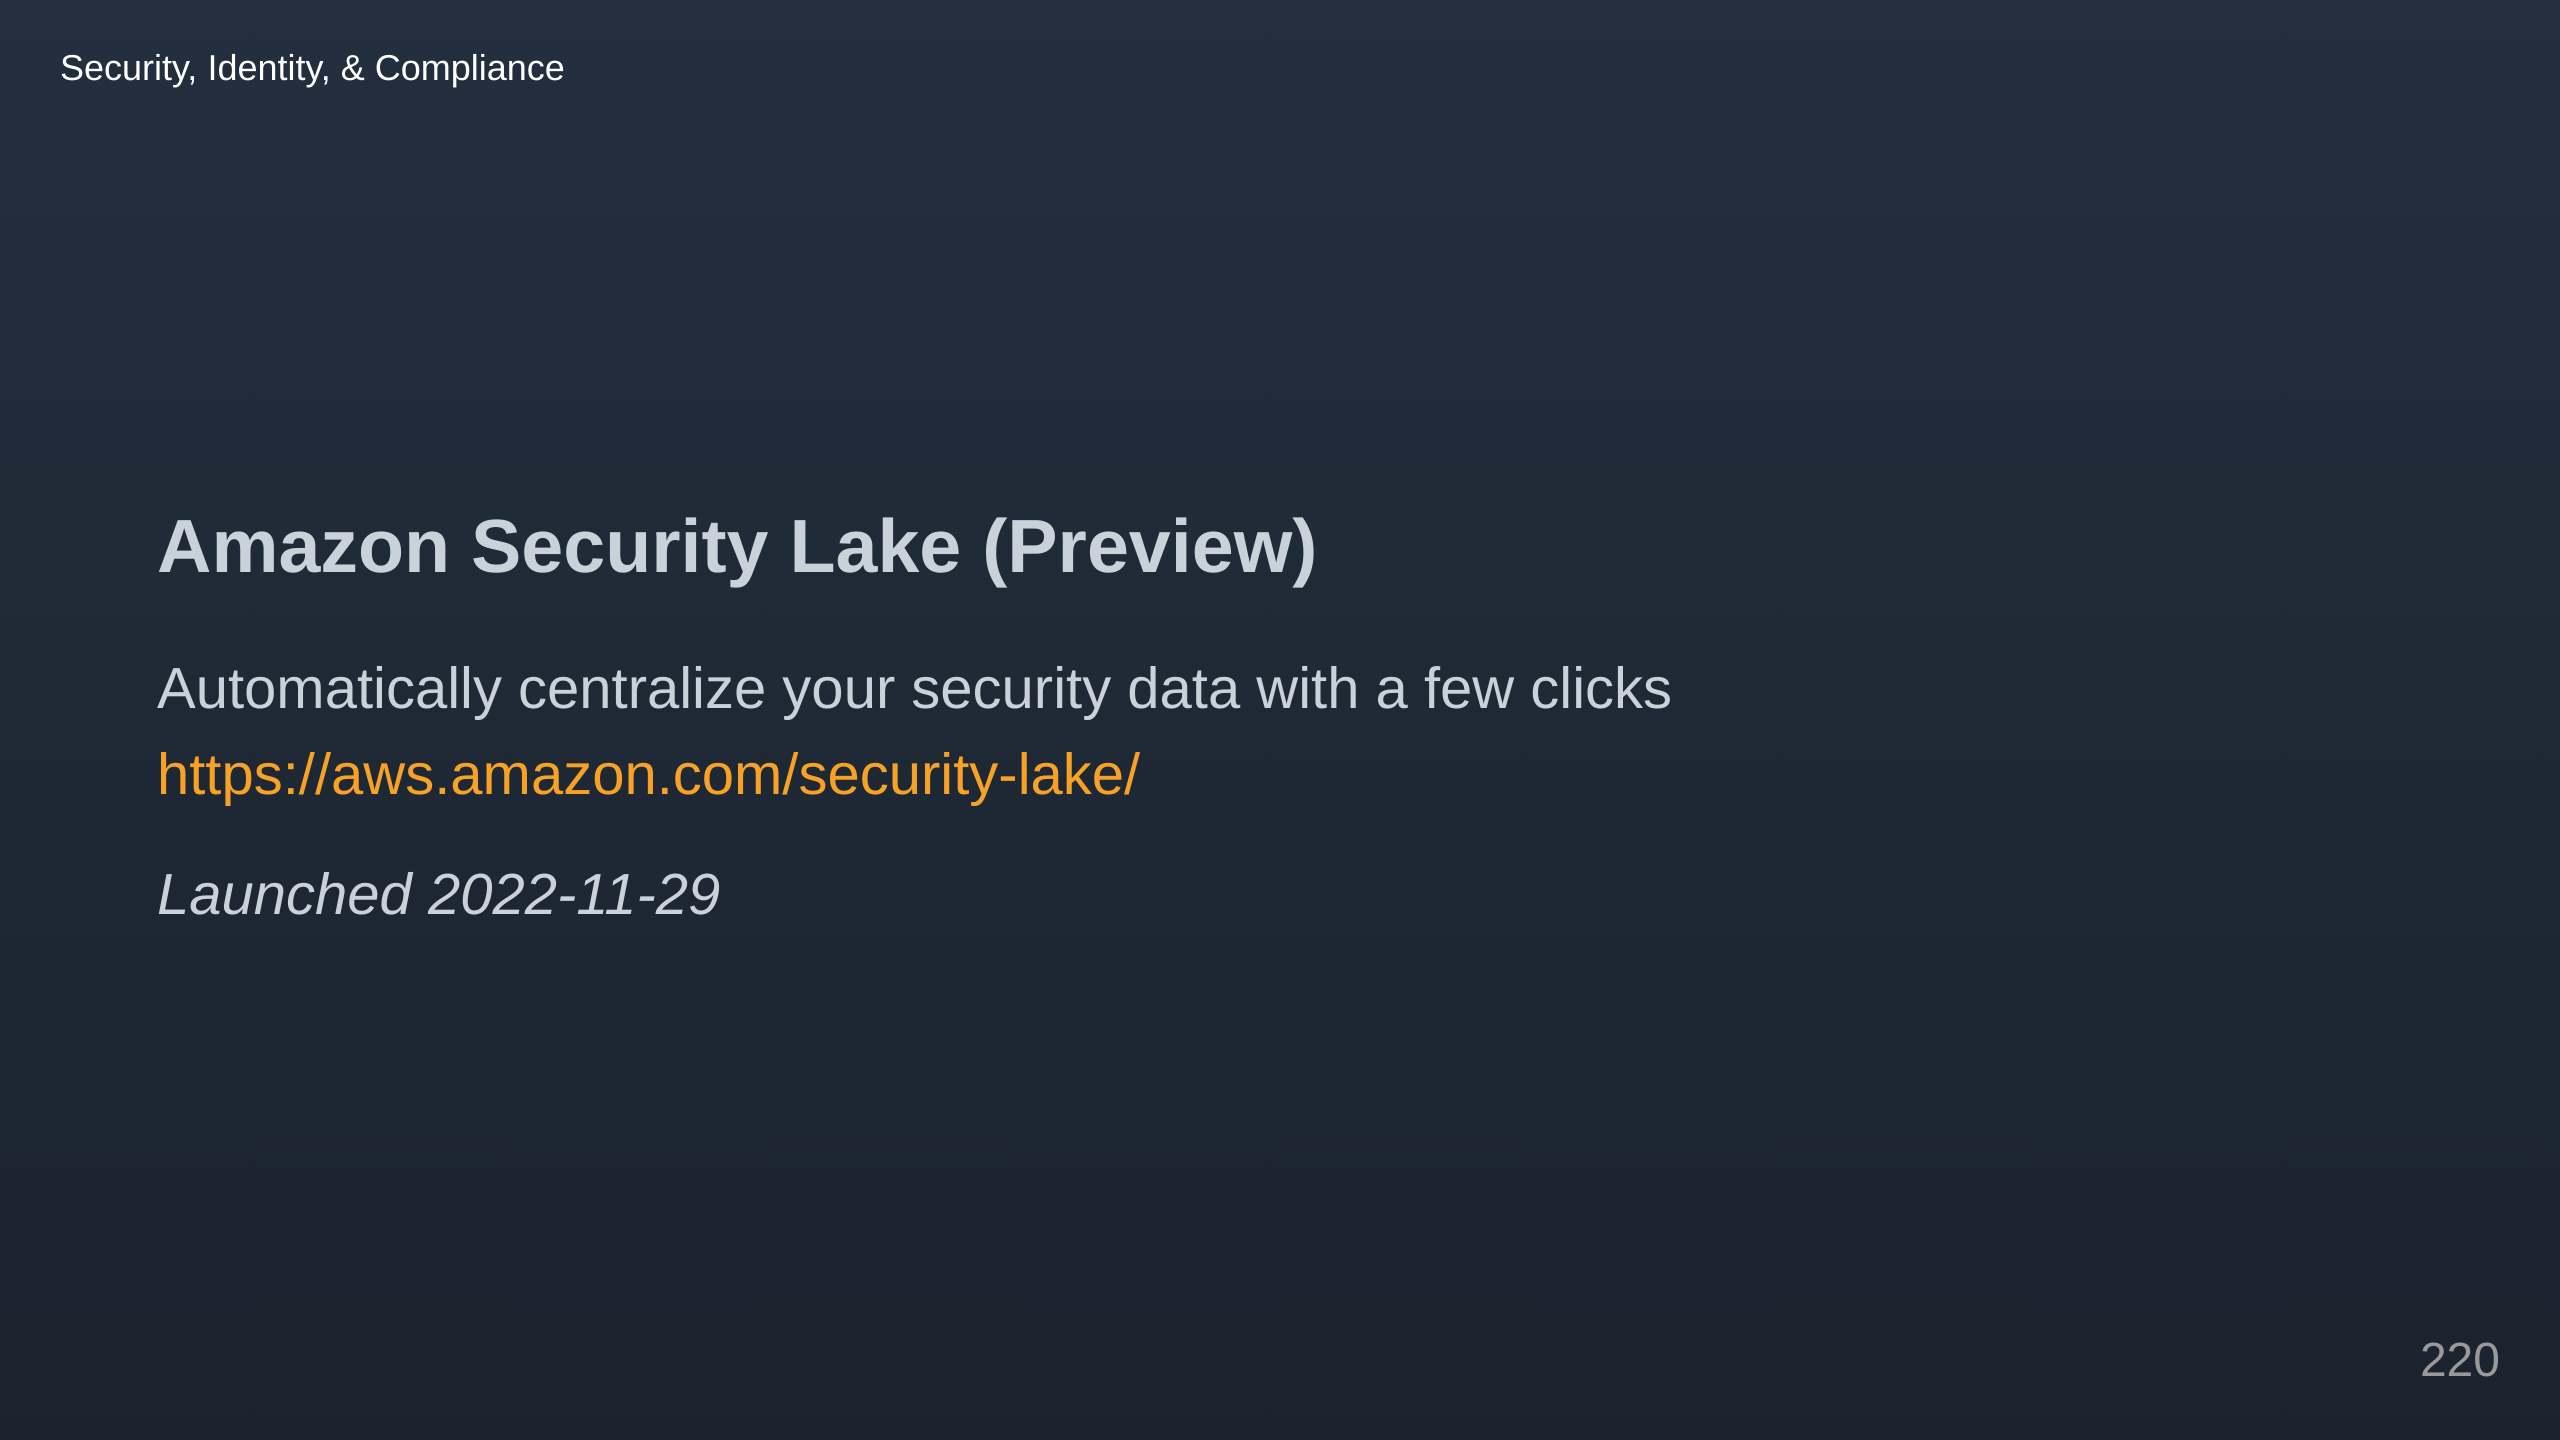 Security, Identity, & Compliance
Amazon Security Lake (Preview)
Automatically centralize your security data with a few clicks
https://aws.amazon.com/security-lake/
Launched 2022-11-29
220